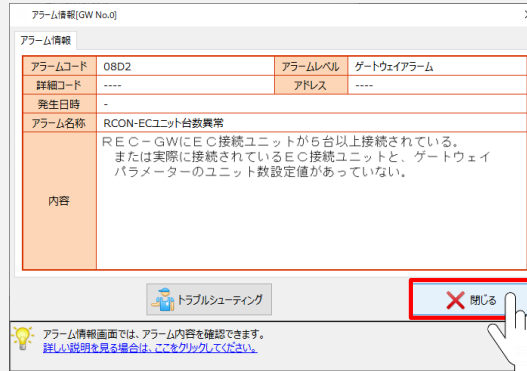 アラーム情報[GW No.0]
アラーム情報
アラームコード 08D2 アラームレベル ゲートウェイアラーム
詳細コード ---- アドレス ----
発生日時 -
アラーム名称 RCON-ECユニット台数異常
内容
REC-GWにEC接続ユニットが5台以上接続されている。
または実際に接続されているEC接続ユニットと、ゲートウェイ
パラメーターのユニット数設定値があっていない。
トラブルシューティング
閉じる
アラーム情報画面では、アラーム内容を確認できます。
詳しい説明を見る場合は、ここをクリックしてください。